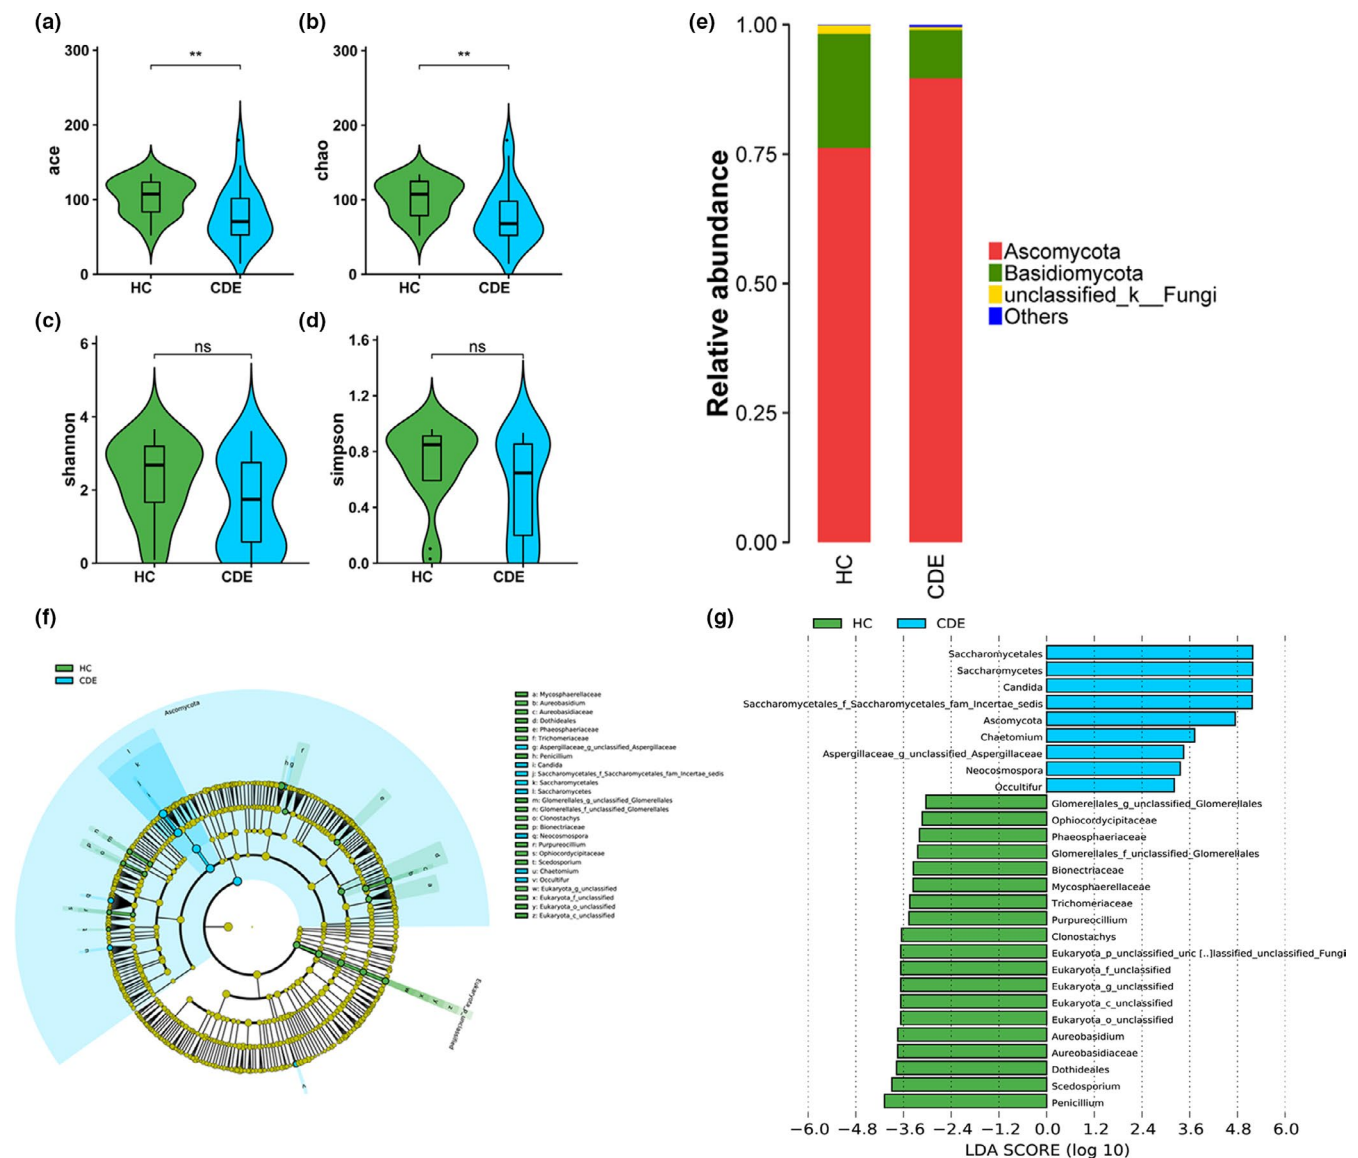 (a)
**
300
200
100
0
ace
HC
CDE
(b)
**
300
200
100
0
chao
HC
CDE
(c)
ns
6
4
2
0
shannon
HC
CDE
(d)
ns
1.6
1.2
0.8
0.4
0.0
simpson
HC
CDE
(e)
1.00
0.75
0.50
0.25
0.00
Relative abundance
HC
CDE
Ascomycota
Basidiomycota
unclassified_k__Fungi
Others
(f)
HC
CDE
Ascomycota
Eukaryota_p_unclassified
a: Mycosphaerellaceae
b: Aureobasidium
c: Aureobasidiaceae
d: Dothideales
e: Phaeosphaeriaceae
f: Trichomeriaceae
g: Aspergillaceae_g_unclassified_Aspergillaceae
h: Penicillium
i: Candida
j: Saccharomycetales_f_Saccharomycetales_fam_Incertae_sedis
k: Saccharomycetales
l: Saccharomycetes
m: Glomerellales_g_unclassified_Glomerellales
n: Glomerellales_f_unclassified_Glomerellales
o: Clonostachys
p: Bionectriaceae
q: Neocosmospora
r: Purpureocillium
s: Ophiocordycipitaceae
t: Scedosporium
u: Chaetomium
v: Occultifur
w: Eukaryota_g_unclassified
x: Eukaryota_f_unclassified
y: Eukaryota_o_unclassified
z: Eukaryota_c_unclassified
(g)
HC
CDE
Saccharomycetales
Saccharomycetes
Candida
Saccharomycetales_f_Saccharomycetales_fam_Incertae_sedis
Ascomycota
Chaetomium
Aspergillaceae_g_unclassified_Aspergillaceae
Neocosmospora
Occultifur
Glomerellales_g_unclassified_Glomerellales
Ophiocordycipitaceae
Phaeosphaeriaceae
Glomerellales_f_unclassified_Glomerellales
Bionectriaceae
Mycosphaerellaceae
Trichomeriaceae
Purpureocillium
Clonostachys
Eukaryota_p_unclassified_unc [..]lassified_unclassified_Fungi
Eukaryota_f_unclassified
Eukaryota_g_unclassified
Eukaryota_c_unclassified
Eukaryota_o_unclassified
Aureobasidium
Aureobasidiaceae
Dothideales
Scedosporium
Penicillium
−6.0 −4.8 −3.6 −2.4 −1.2 0.0 1.2 2.4 3.6 4.8 6.0
LDA SCORE (log 10)